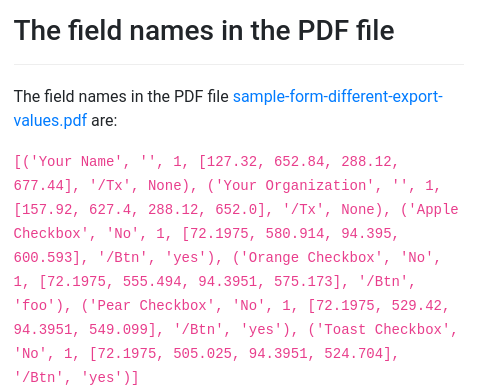 The field names in the PDF file
The field names in the PDF file sample-form-different-export-
values.pdf are:
[('Your Name', '', 1, [127.32, 652.84, 288.12,
677.44], '/Tx', None), ('Your Organization', '', 1,
[157.92, 627.4, 288.12, 652.0], '/Tx', None), ('Apple
Checkbox', 'No', 1, [72.1975, 580.914, 94.395,
600.593], '/Btn', 'yes'), ('Orange Checkbox', 'No',
1, [72.1975, 555.494, 94.3951, 575.173], '/Btn',
'foo'), ('Pear Checkbox', 'No', 1, [72.1975, 529.42,
94.3951, 549.099], '/Btn', 'yes'), ('Toast Checkbox',
'No', 1, [72.1975, 505.025, 94.3951, 524.704],
'/Btn', 'yes')]